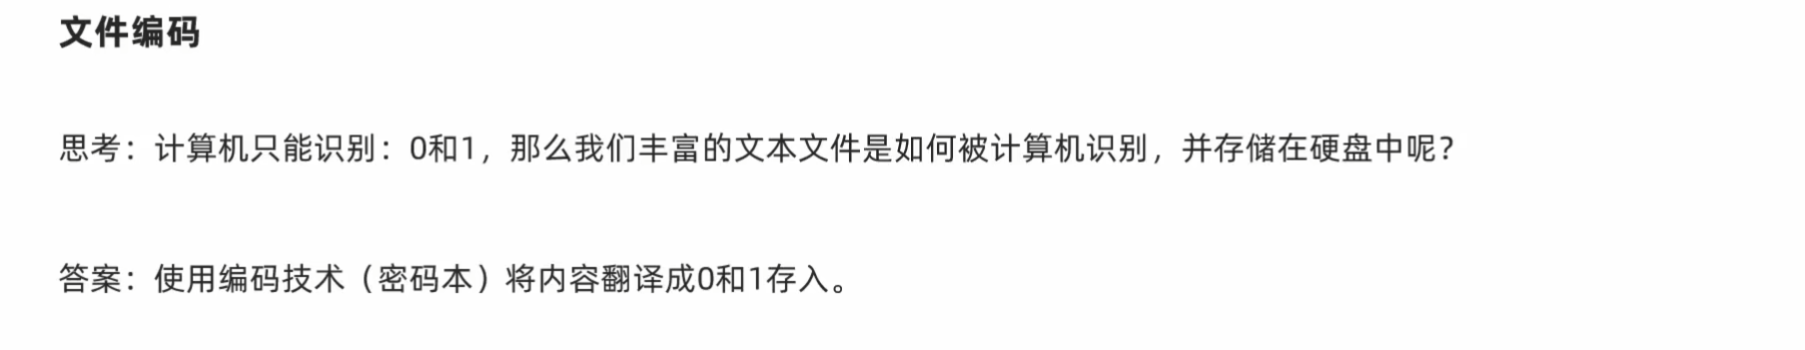 文件编码
思考：计算机只能识别：0和1，那么我们丰富的文本文件是如何被计算机识别，并存储在硬盘中呢？
答案：使用编码技术（密码本）将内容翻译成0和1存入。